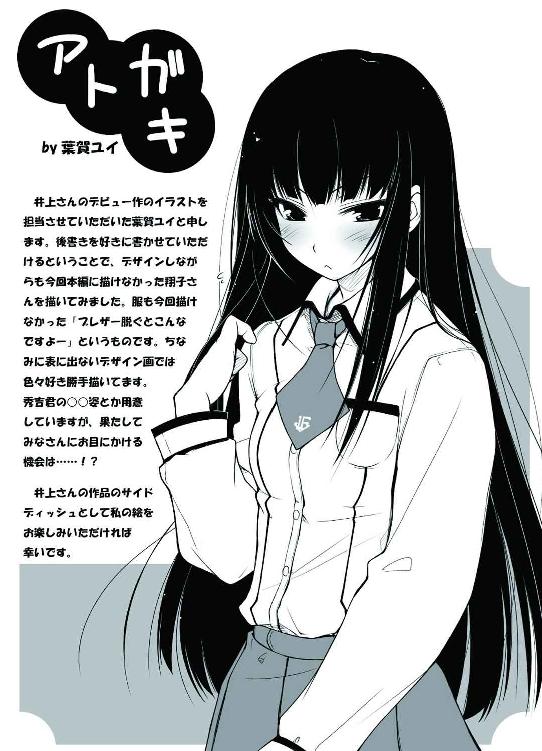 アトガキ
by 葉賀ユイ
井上さんのデビュー作のイラストを
担当させていただいた葉賀ユイと申し
ます。後書きを好きに書かせていただ
けるということで、デザインしなが
らも今回本編に描けなかった翔子さ
んを描いてみました。服も今回描け
なかった「ブレザー脱ぐとこんな
ですよー」というものです。ちな
みに表に出ないデザイン画では
色々好き勝手描いてます。
秀吉君の○○姿とか用意
していますが、果たして
みなさんにお目にかける
機会は……！？
井上さんの作品のサイド
ディッシュとして私の絵を
お楽しみいただければ
幸いです。